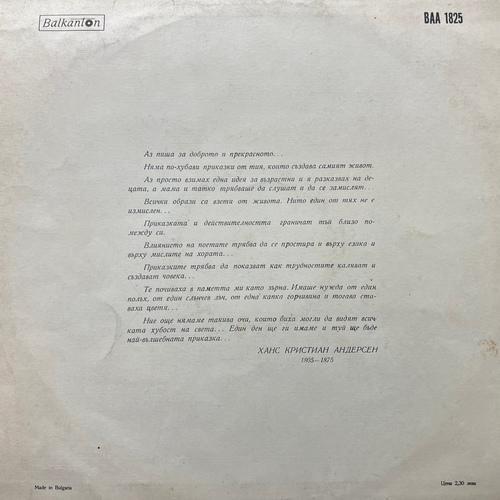 Balkanton
ВАА 1825
Аз пиша за доброто и прекрасното...
Няма по-хубави приказки от тия, които създава самият живот.
Аз просто взимах една идея за възрастни и я разказвах на де-
цата, а мама и татко трябваше да слушат и да се замислят...
Всички образи са взети от живота. Нито един от тях не е
измислен...
Приказката и действителността граничат тъй близо по-
между си.
Влиянието на поетите трябва да се простира и върху езика и
върху мислите на хората...
Приказките трябва да показват как трудностите каляват и
създават човека...
Те почиваха в паметта ми като зърна. Имаше нужда от един
полъх, от един слънчев лъч, от една капка горчивина и тогава ста-
ваха цветя...
Ние още нямаме такива очи, които биха могли да видят всич-
ката хубост на света... Един ден ще ги имаме и туй ще бъде
най-вълшебната приказка...
ХАНС КРИСТИАН АНДЕРСЕН
1805—1875
Made in Bulgaria
Цена 2,30 лева